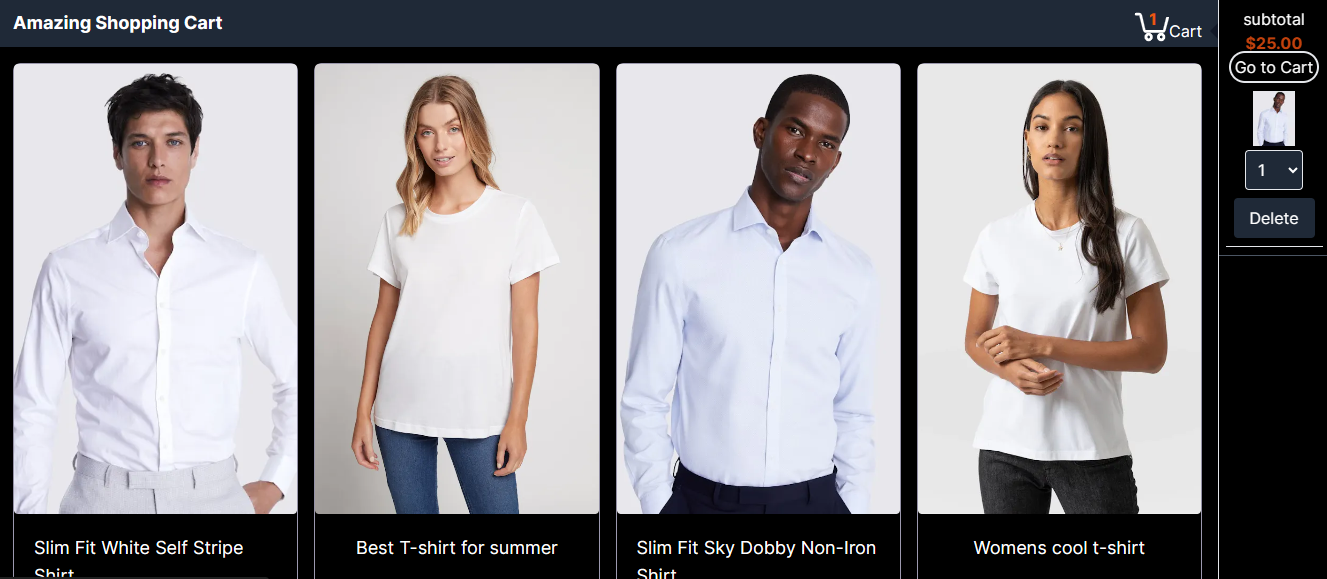 Amazing Shopping Cart
1
Cart
subtotal
$25.00
Go to Cart
1
Delete
Slim Fit White Self Stripe
Shirt
Best T-shirt for summer
Slim Fit Sky Dobby Non-Iron
Shirt
Womens cool t-shirt